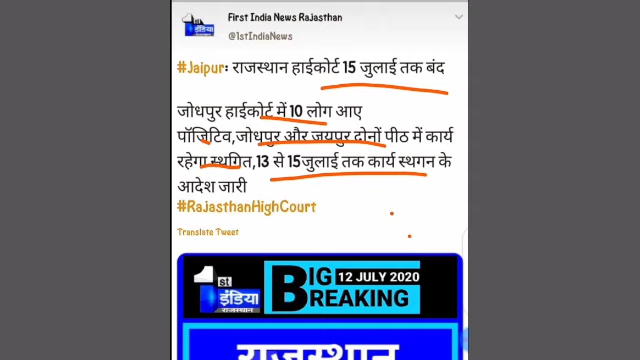 First India News Rajasthan
@1stIndiaNews
#Jaipur: राजस्थान हाईकोर्ट 15 जुलाई तक बंद
जोधपुर हाईकोर्ट में 10 लोग आए
पॉजिटिव,जोधपुर और जयपुर दोनों पीठ में कार्य
रहेगा स्थगित,13 से 15जुलाई तक कार्य स्थगन के
आदेश जारी
#RajasthanHighCourt
Translate Tweet
1st
इंडिया
राजस्थान
BIG
12 JULY 2020
BREAKING
राजस्थान